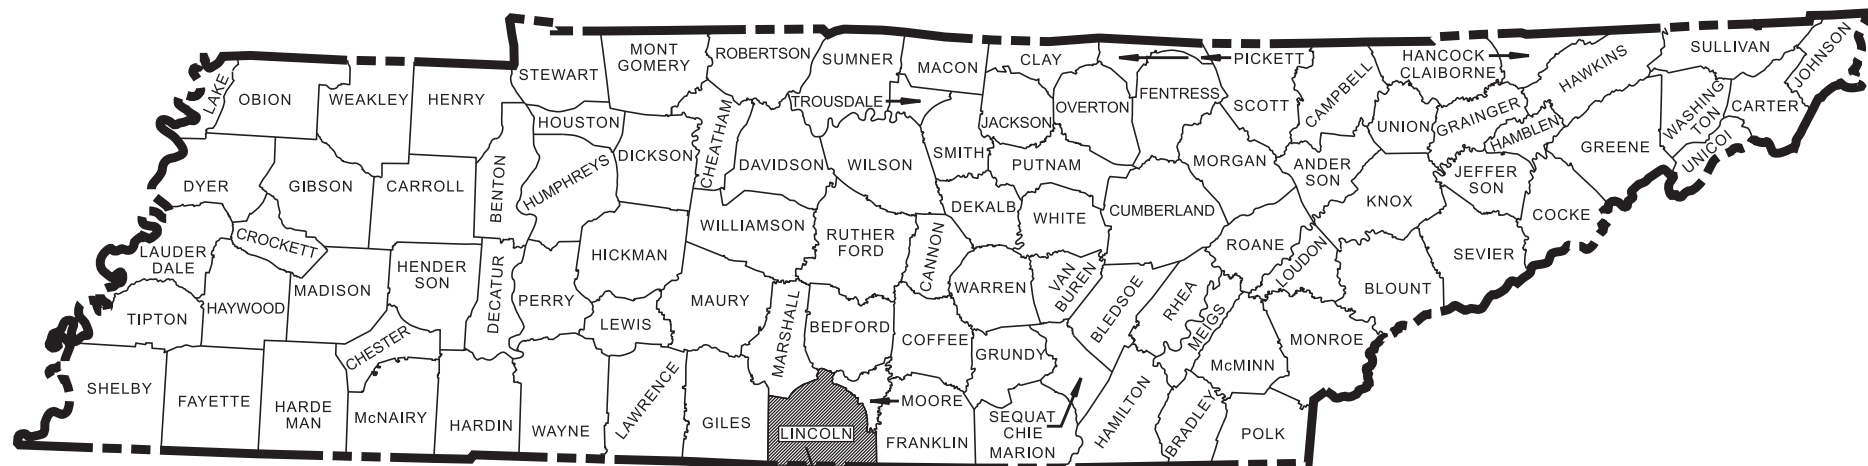 LAKE
OBION
WEAKLEY
HENRY
STEWART
MONT
GOMERY
ROBERTSON
SUMNER
MACON
CLAY
PICKETT
HANCOCK
CLAIBORNE
HAWKINS
SULLIVAN
JOHNSON
CARTER
WASHING
TON
UNICOI
GREENE
HAMBLEN
GRAINGER
UNION
CAMPBELL
SCOTT
FENTRESS
OVERTON
JACKSON
TROUSDALE
CHEATHAM
DICKSON
HOUSTON
HUMPHREYS
BENTON
CARROLL
GIBSON
DYER
LAUDER
DALE
CROCKETT
HAYWOOD
MADISON
HENDER
SON
DECATUR
PERRY
HICKMAN
WILLIAMSON
DAVIDSON
WILSON
SMITH
PUTNAM
DEKALB
WHITE
CUMBERLAND
MORGAN
ANDER
SON
KNOX
JEFFER
SON
COCKE
SEVIER
BLOUNT
LOUDON
ROANE
RHEA
MEIGS
BLEDSOE
VAN
BUREN
WARREN
CANNON
RUTHER
FORD
MAURY
LEWIS
MARSHALL
BEDFORD
COFFEE
GRUNDY
McMINN
MONROE
TIPTON
SHELBY
FAYETTE
HARDE
MAN
CHESTER
McNAIRY
HARDIN
WAYNE
LAWRENCE
GILES
LINCOLN
MOORE
FRANKLIN
SEQUAT
CHIE
MARION
HAMILTON
BRADLEY
POLK